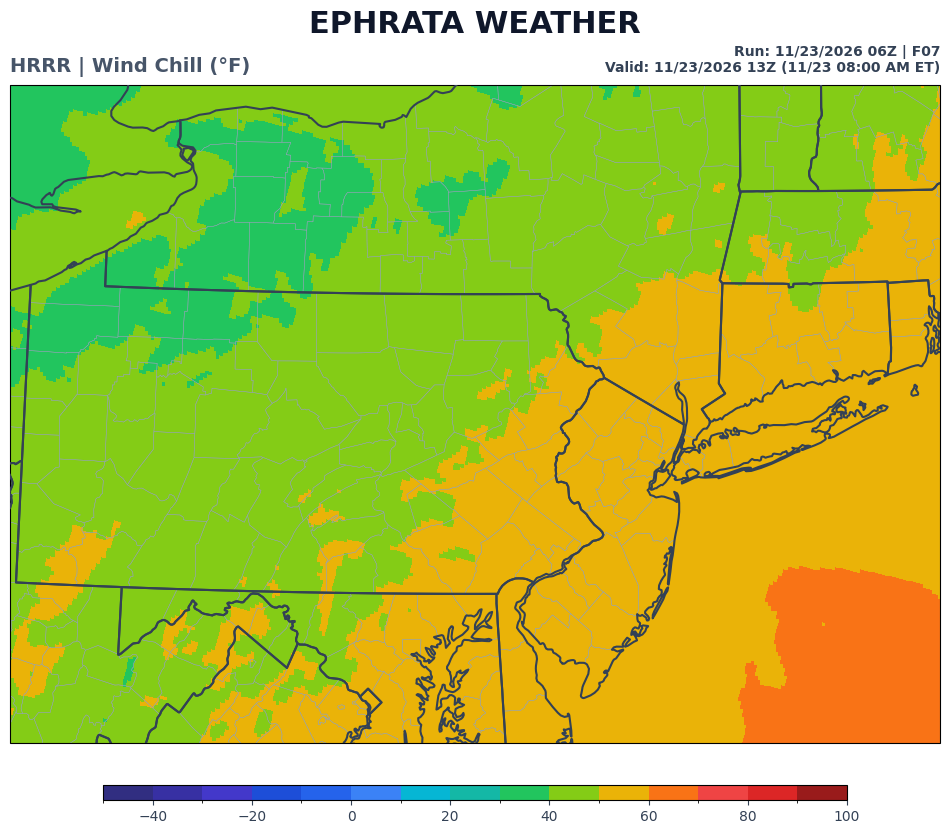 EPHRATA WEATHER
HRRR | Wind Chill (°F)
Run: 11/23/2026 06Z | F07
Valid: 11/23/2026 13Z (11/23 08:00 AM ET)
−40 −20 0 20 40 60 80 100